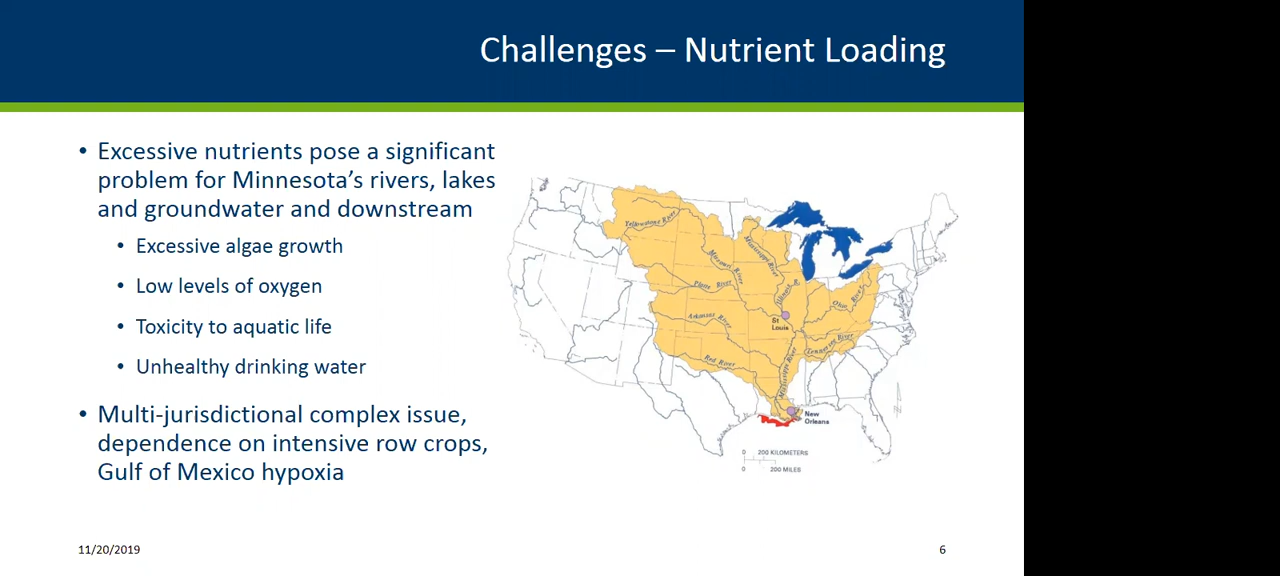 Challenges – Nutrient Loading
• Excessive nutrients pose a significant
problem for Minnesota's rivers, lakes
and groundwater and downstream
• Excessive algae growth
• Low levels of oxygen
• Toxicity to aquatic life
• Unhealthy drinking water
• Multi-jurisdictional complex issue,
dependence on intensive row crops,
Gulf of Mexico hypoxia
Yellowstone River
Missouri River
Mississippi River
Platte River
Illinois R.
Ohio River
St
Louis
Arkansas River
Tennessee River
Red River
Mississippi River
New
Orleans
0 200 KILOMETERS
0 200 MILES
11/20/2019
6